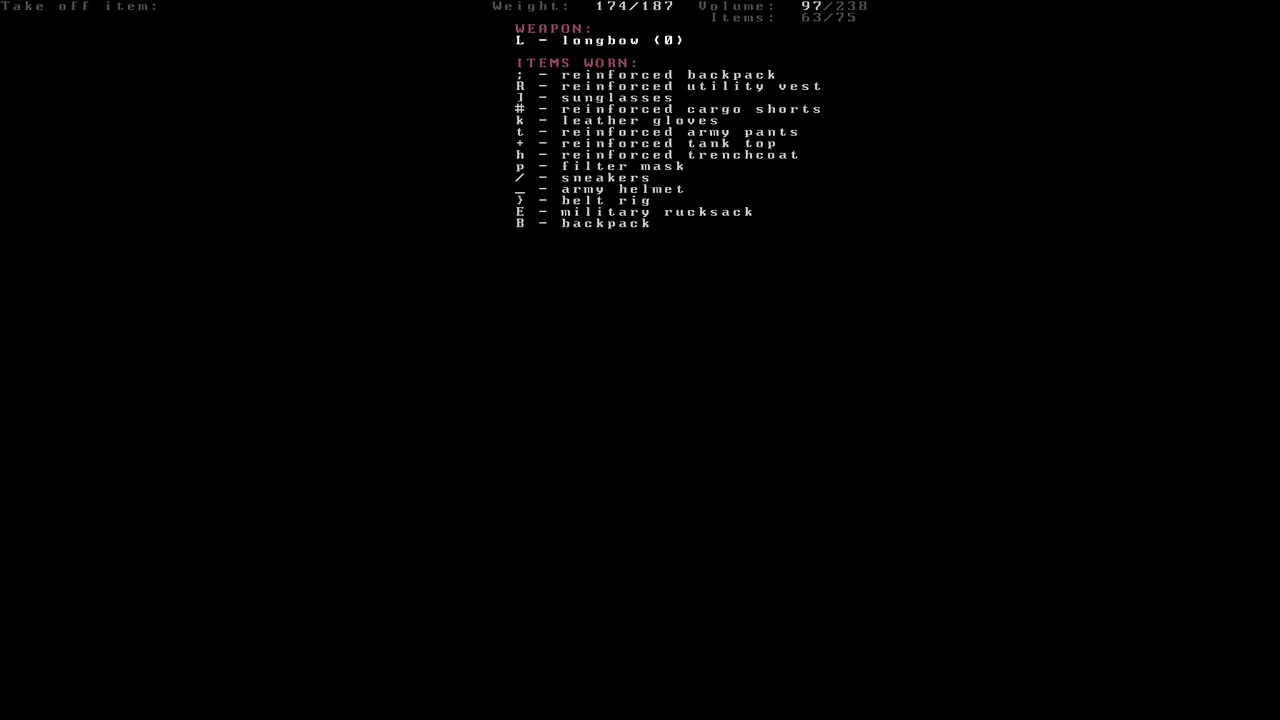 Take off item: Weight: 174/187 Volume: 97/238
Items: 63/75
WEAPON:
L - longbow (0)
ITEMS WORN:
; - reinforced backpack
R - reinforced utility vest
] - sunglasses
# - reinforced cargo shorts
k - leather gloves
t - reinforced army pants
+ - reinforced tank top
h - reinforced trenchcoat
p - filter mask
/ - sneakers
_ - army helmet
} - belt rig
E - military rucksack
B - backpack